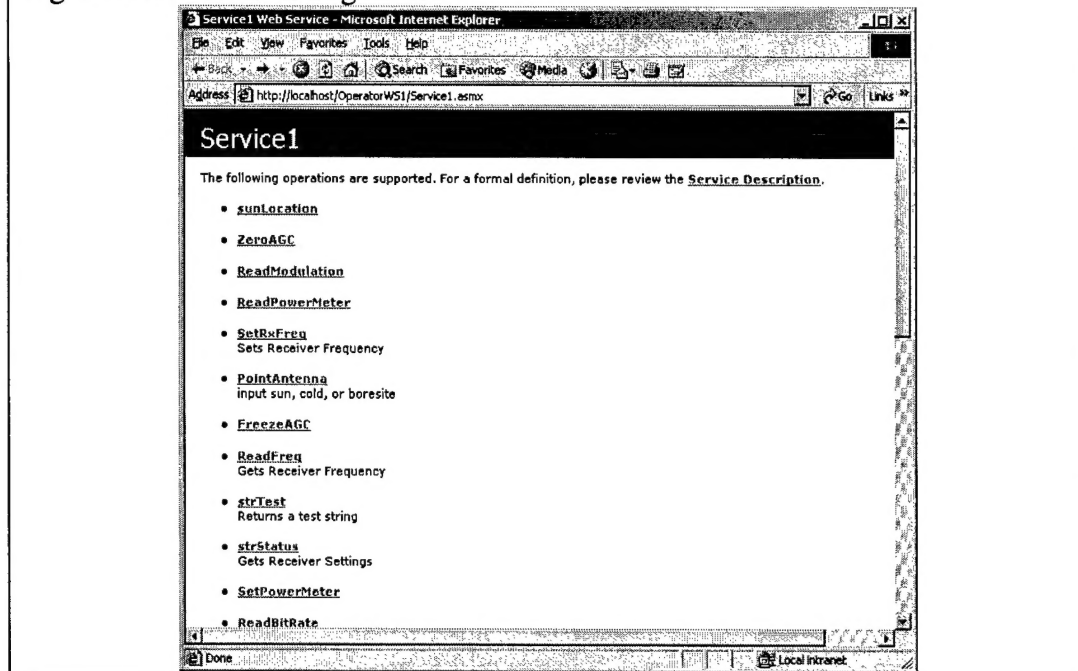 Service1 Web Service - Microsoft Internet Explorer
File Edit View Favorites Tools Help
Back Search Favorites Media
Address http://localhost/OperatorWS1/Service1.asmx Go Links »
Service1
The following operations are supported. For a formal definition, please review the Service Description.
• sunLocation
• ZeroAGC
• ReadModulation
• ReadPowerMeter
• SetRxFreq
Sets Receiver Frequency
• PointAntenna
input sun, cold, or boresite
• FreezeAGC
• ReadFreq
Gets Receiver Frequency
• strTest
Returns a test string
• strStatus
Gets Receiver Settings
• SetPowerMeter
• ReadBitRate
Done Local intranet